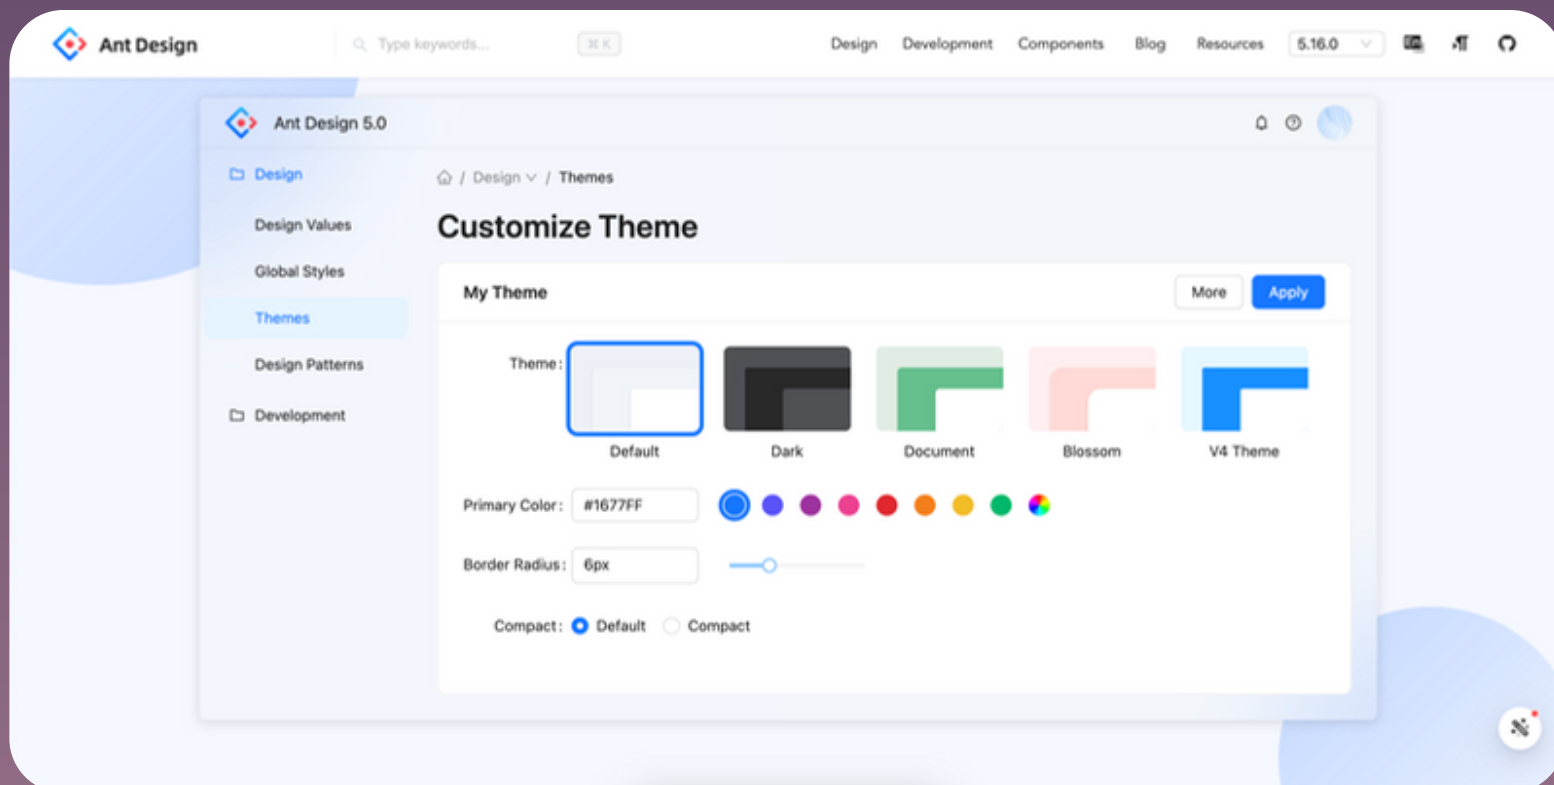 Ant Design
Type keywords...
⌘ K
Design
Development
Components
Blog
Resources
5.16.0
Ant Design 5.0
Design
Design Values
Global Styles
Themes
Design Patterns
Development
/ Design / Themes
Customize Theme
My Theme
More
Apply
Theme:
Default
Dark
Document
Blossom
V4 Theme
Primary Color: #1677FF
Border Radius: 6px
Compact: Default Compact